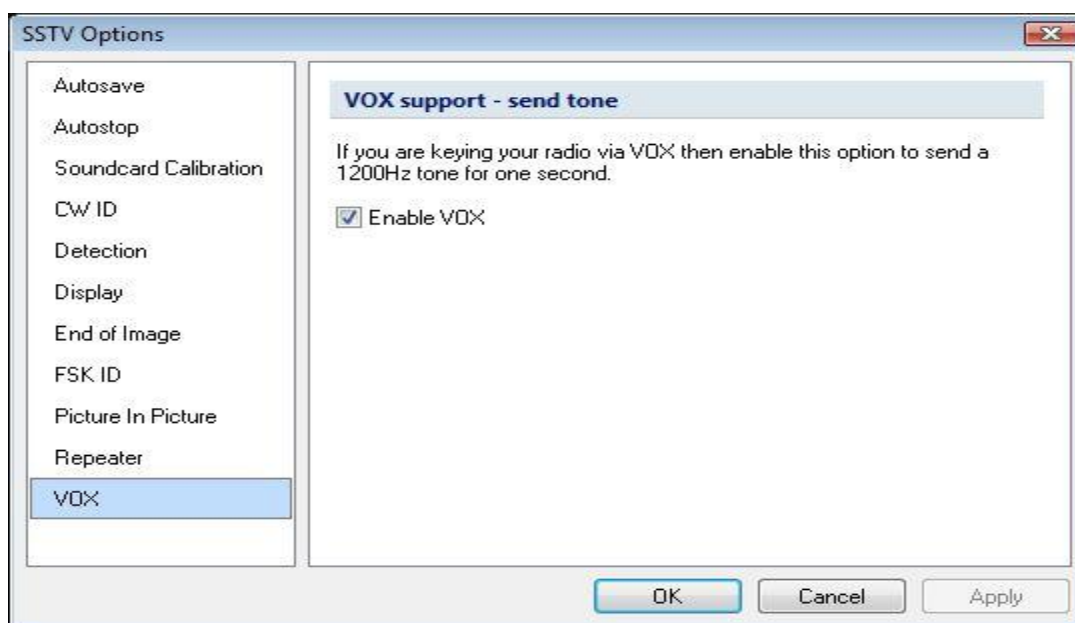 SSTV Options
Autosave
Autostop
Soundcard Calibration
CW ID
Detection
Display
End of Image
FSK ID
Picture In Picture
Repeater
VOX
VOX support - send tone
If you are keying your radio via VOX then enable this option to send a
1200Hz tone for one second.
Enable VOX
OK
Cancel
Apply